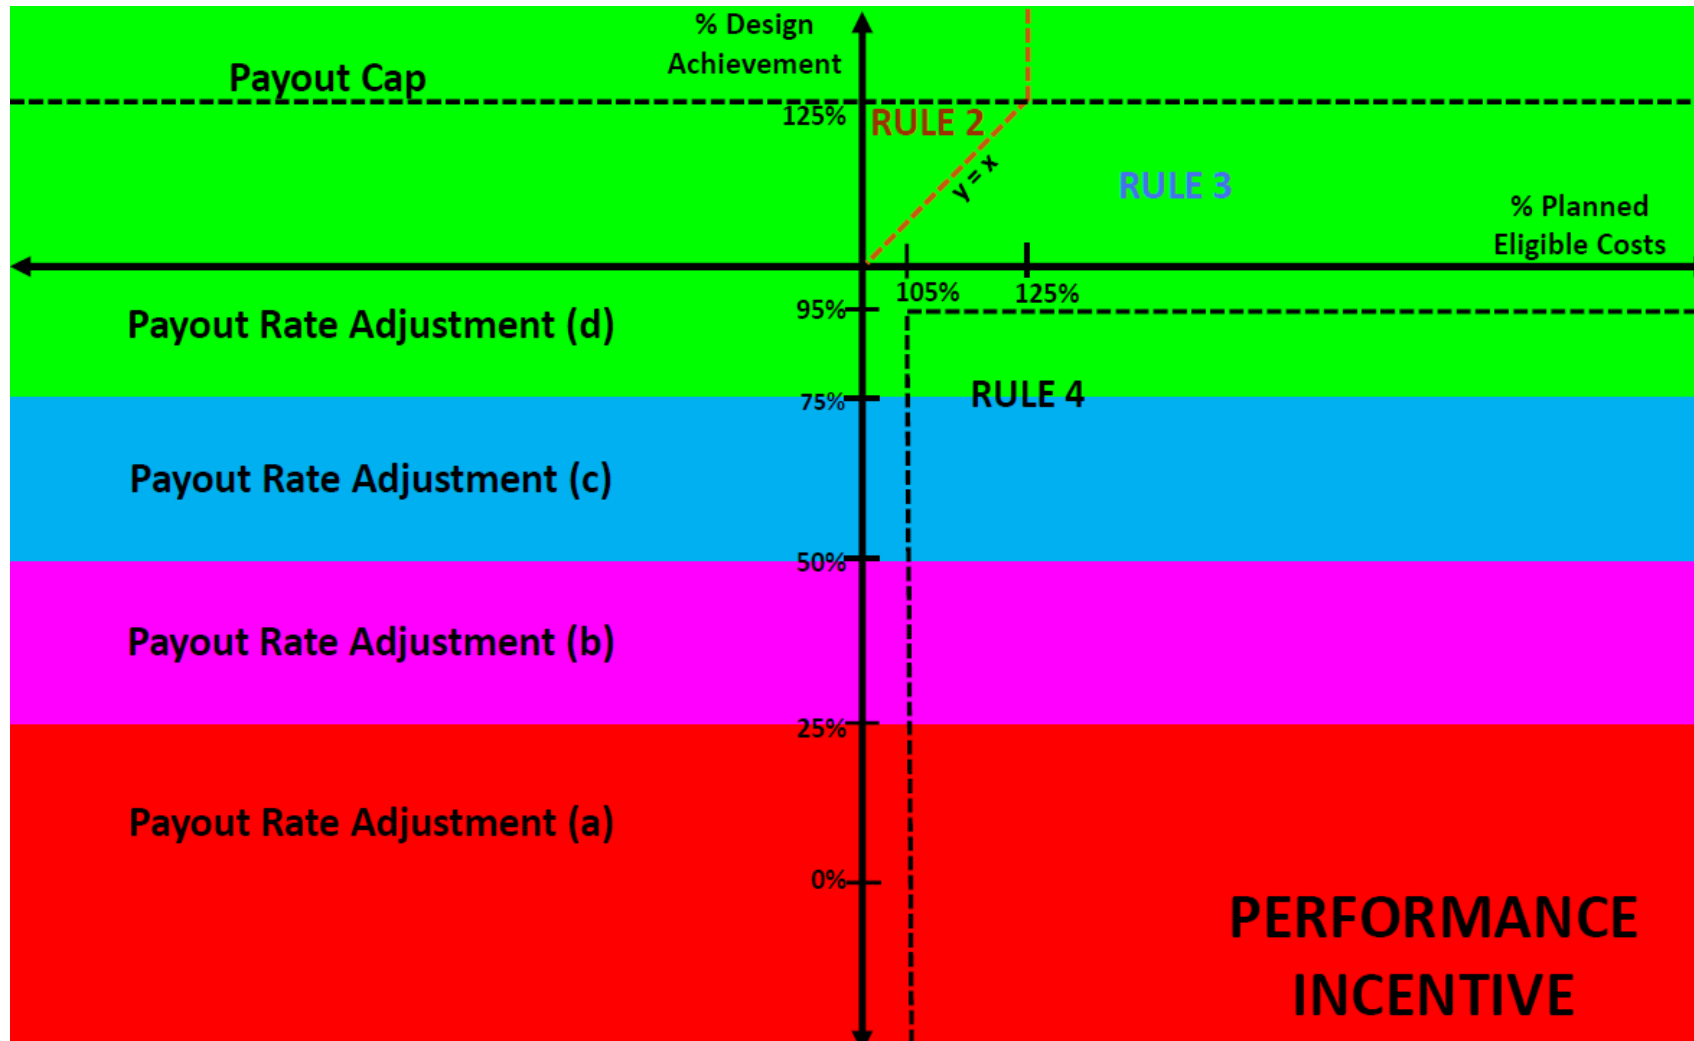 % Design
Achievement
Payout Cap
125%
RULE 2
y = x
RULE 3
% Planned
Eligible Costs
105%
125%
95%
Payout Rate Adjustment (d)
RULE 4
75%
Payout Rate Adjustment (c)
50%
Payout Rate Adjustment (b)
25%
Payout Rate Adjustment (a)
0%
PERFORMANCE
INCENTIVE